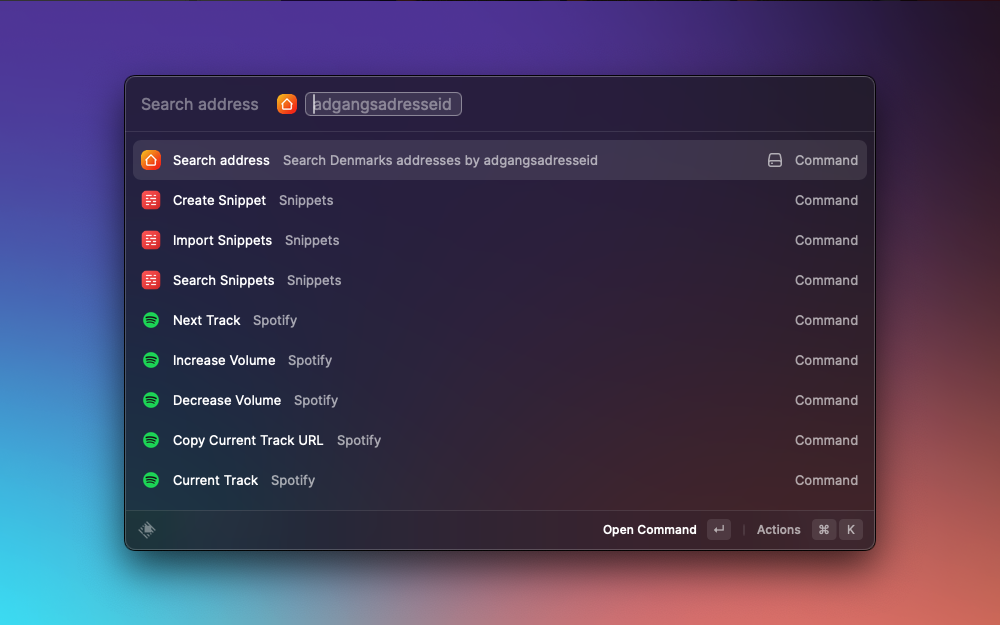 Search address adgangsadresseid
Search address Search Denmarks addresses by adgangsadresseid Command
Create Snippet Snippets Command
Import Snippets Snippets Command
Search Snippets Snippets Command
Next Track Spotify Command
Increase Volume Spotify Command
Decrease Volume Spotify Command
Copy Current Track URL Spotify Command
Current Track Spotify Command
Open Command ↵ Actions ⌘ K